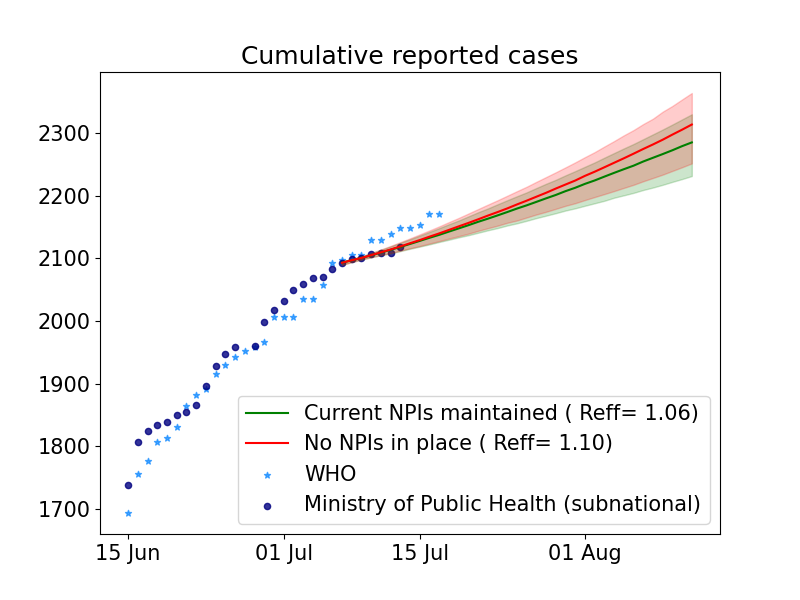 Cumulative reported cases
2300
2200
2100
2000
1900
1800
1700
Current NPIs maintained ( Reff= 1.06)
No NPIs in place ( Reff= 1.10)
WHO
Ministry of Public Health (subnational)
15 Jun
01 Jul
15 Jul
01 Aug